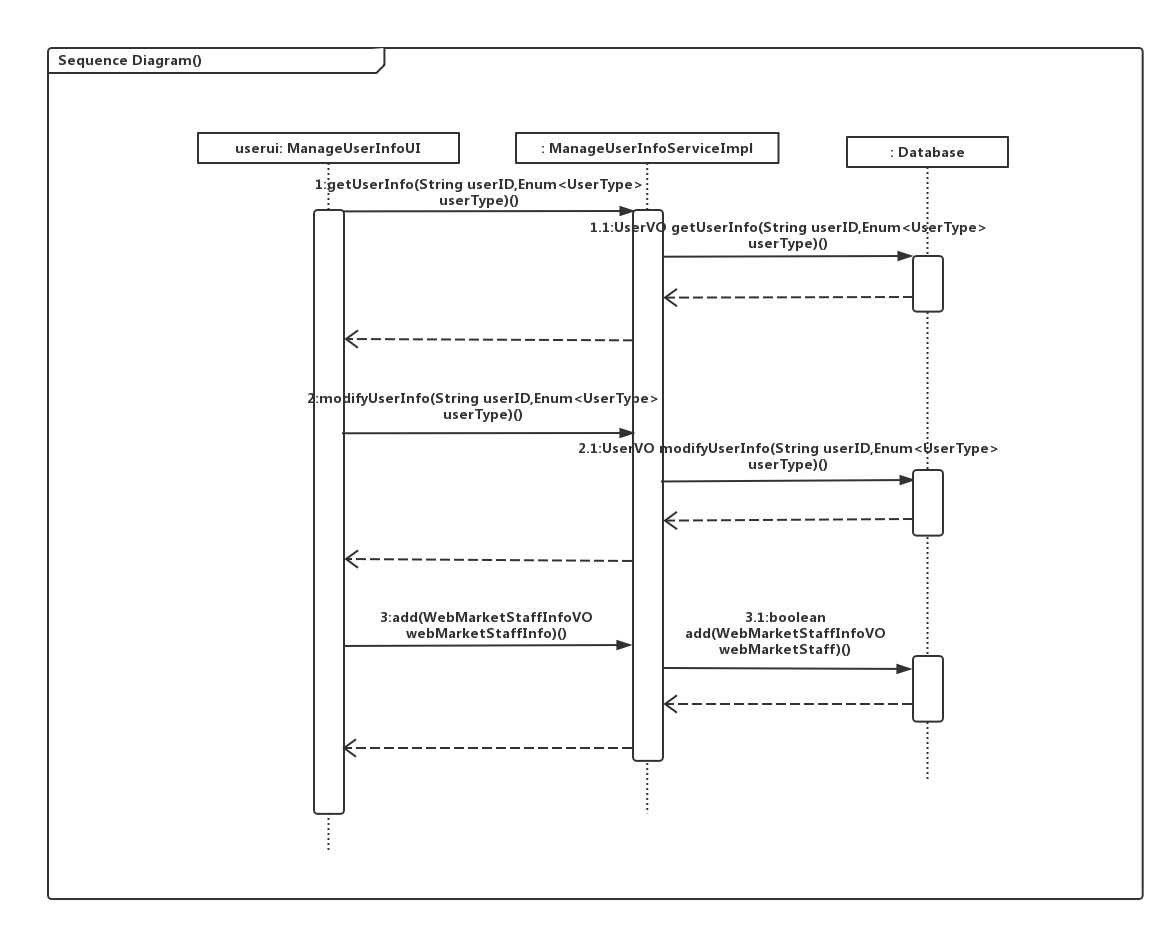 Sequence Diagram()
userui: ManageUserInfoUI
: ManageUserInfoServiceImpl
: Database
1:getUserInfo(String userID,Enum<UserType>
userType)()
1.1:UserVO getUserInfo(String userID,Enum<UserType>
userType)()
2:modifyUserInfo(String userID,Enum<UserType>
userType)()
2.1:UserVO modifyUserInfo(String userID,Enum<UserType>
userType)()
3:add(WebMarketStaffInfoVO
webMarketStaffInfo)()
3.1:boolean
add(WebMarketStaffInfoVO
webMarketStaff)()